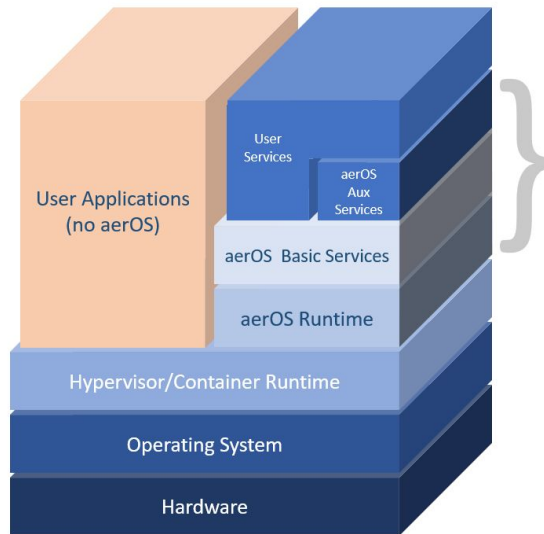 User
Services
aerOS
Aux
Services
User Applications
(no aerOS)
aerOS Basic Services
aerOS Runtime
Hypervisor/Container Runtime
Operating System
Hardware